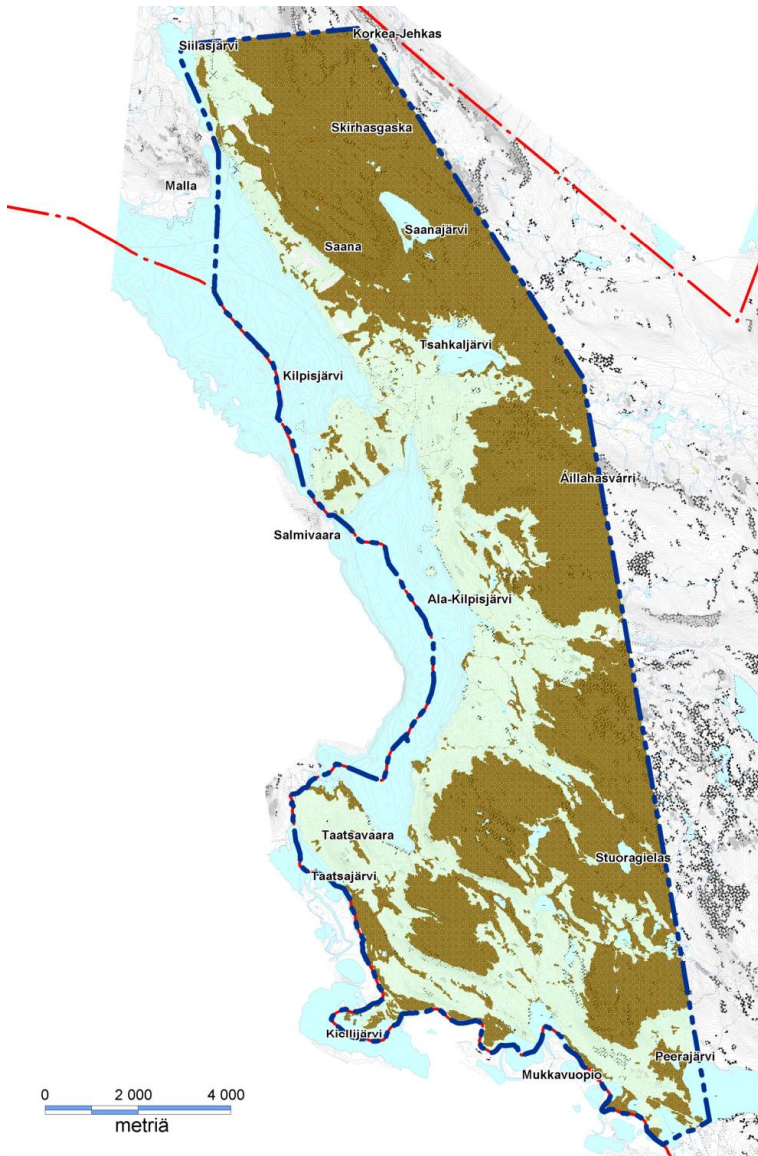 Korkea-Jehkas
Siilasjärvi
Skirhasgaska
Malla
Saanajärvi
Saana
Tsahkaljärvi
Kilpisjärvi
Áillahasvárri
Salmivaara
Ala-Kilpisjärvi
Taatsavaara
Stuoragielas
Taatsajärvi
Kicllijärvi
Peerajärvi
Mukkavuopio
0 2 000 4 000
metriä